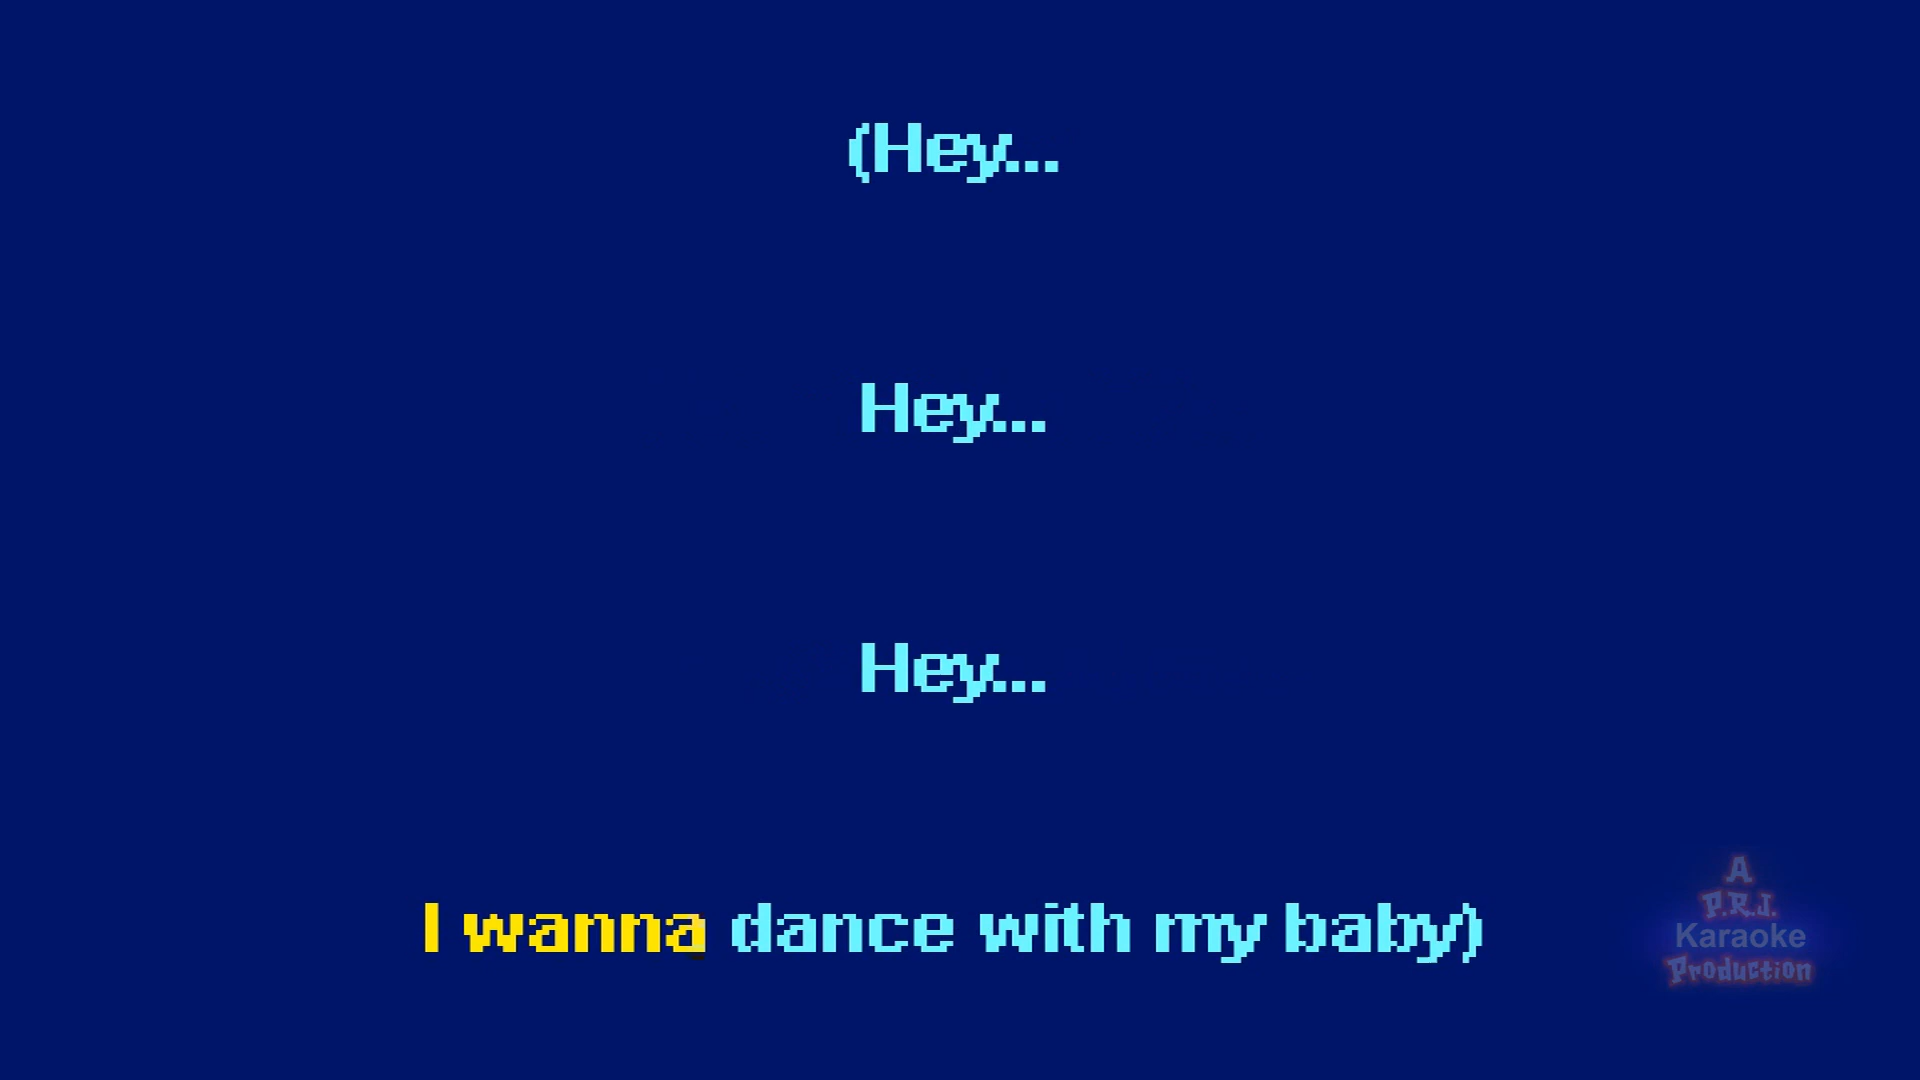 (Hey...
Hey...
Hey...
I wanna dance with my baby)
A
P.R.J.
Karaoke
Production